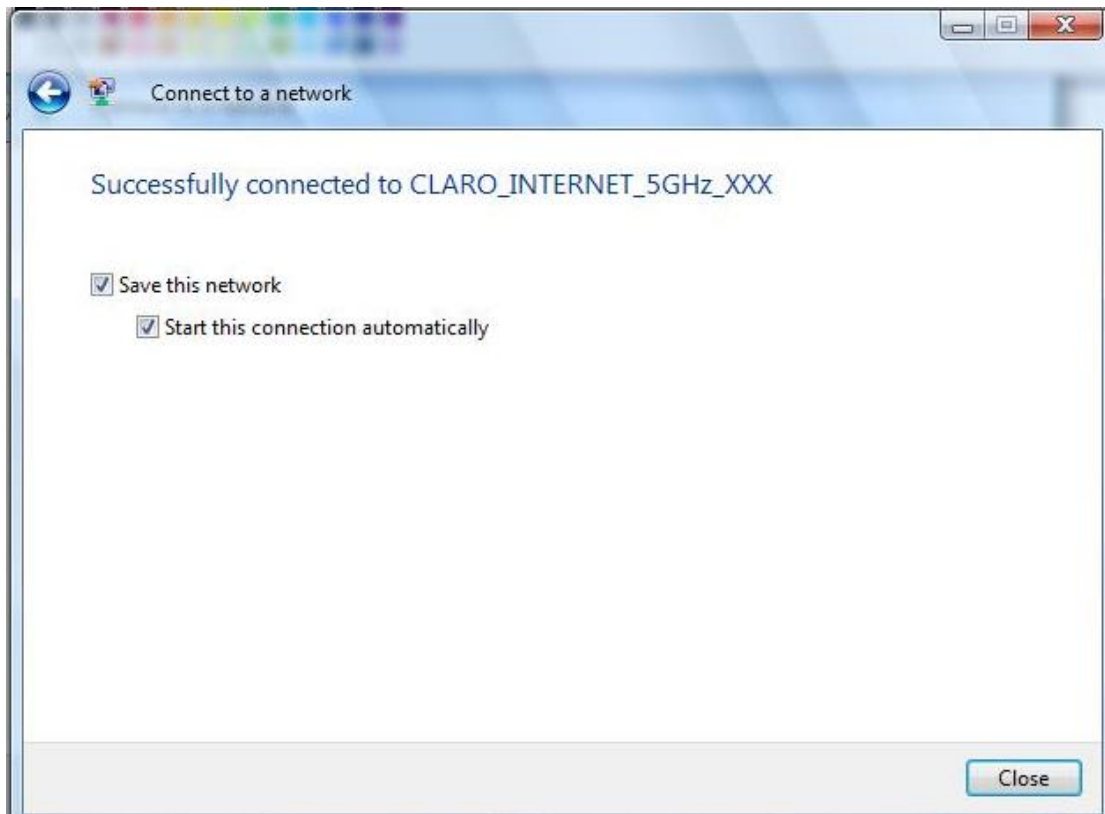 Connect to a network
Successfully connected to CLARO_INTERNET_5GHz_XXX
Save this network
Start this connection automatically
Close